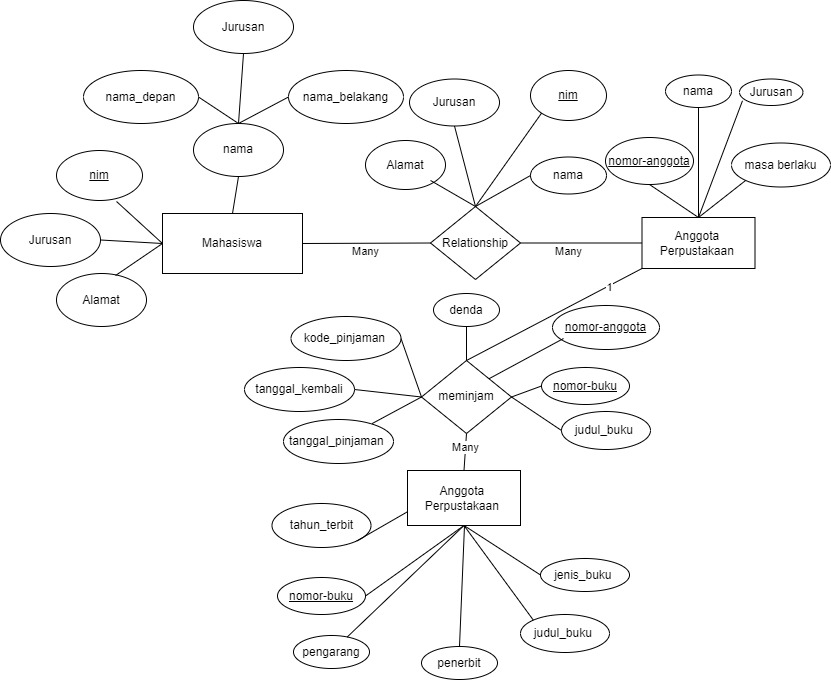 Jurusan
nama_depan
nama_belakang
nama
nim
Jurusan
Alamat
Mahasiswa
Many
Jurusan
nim
Alamat
nama
Relationship
Many
nama
Jurusan
nomor-anggota
masa berlaku
Anggota
Perpustakaan
1
denda
nomor-anggota
kode_pinjaman
tanggal_kembali
tanggal_pinjaman
meminjam
nomor-buku
judul_buku
Many
Anggota
Perpustakaan
tahun_terbit
nomor-buku
pengarang
penerbit
judul_buku
jenis_buku